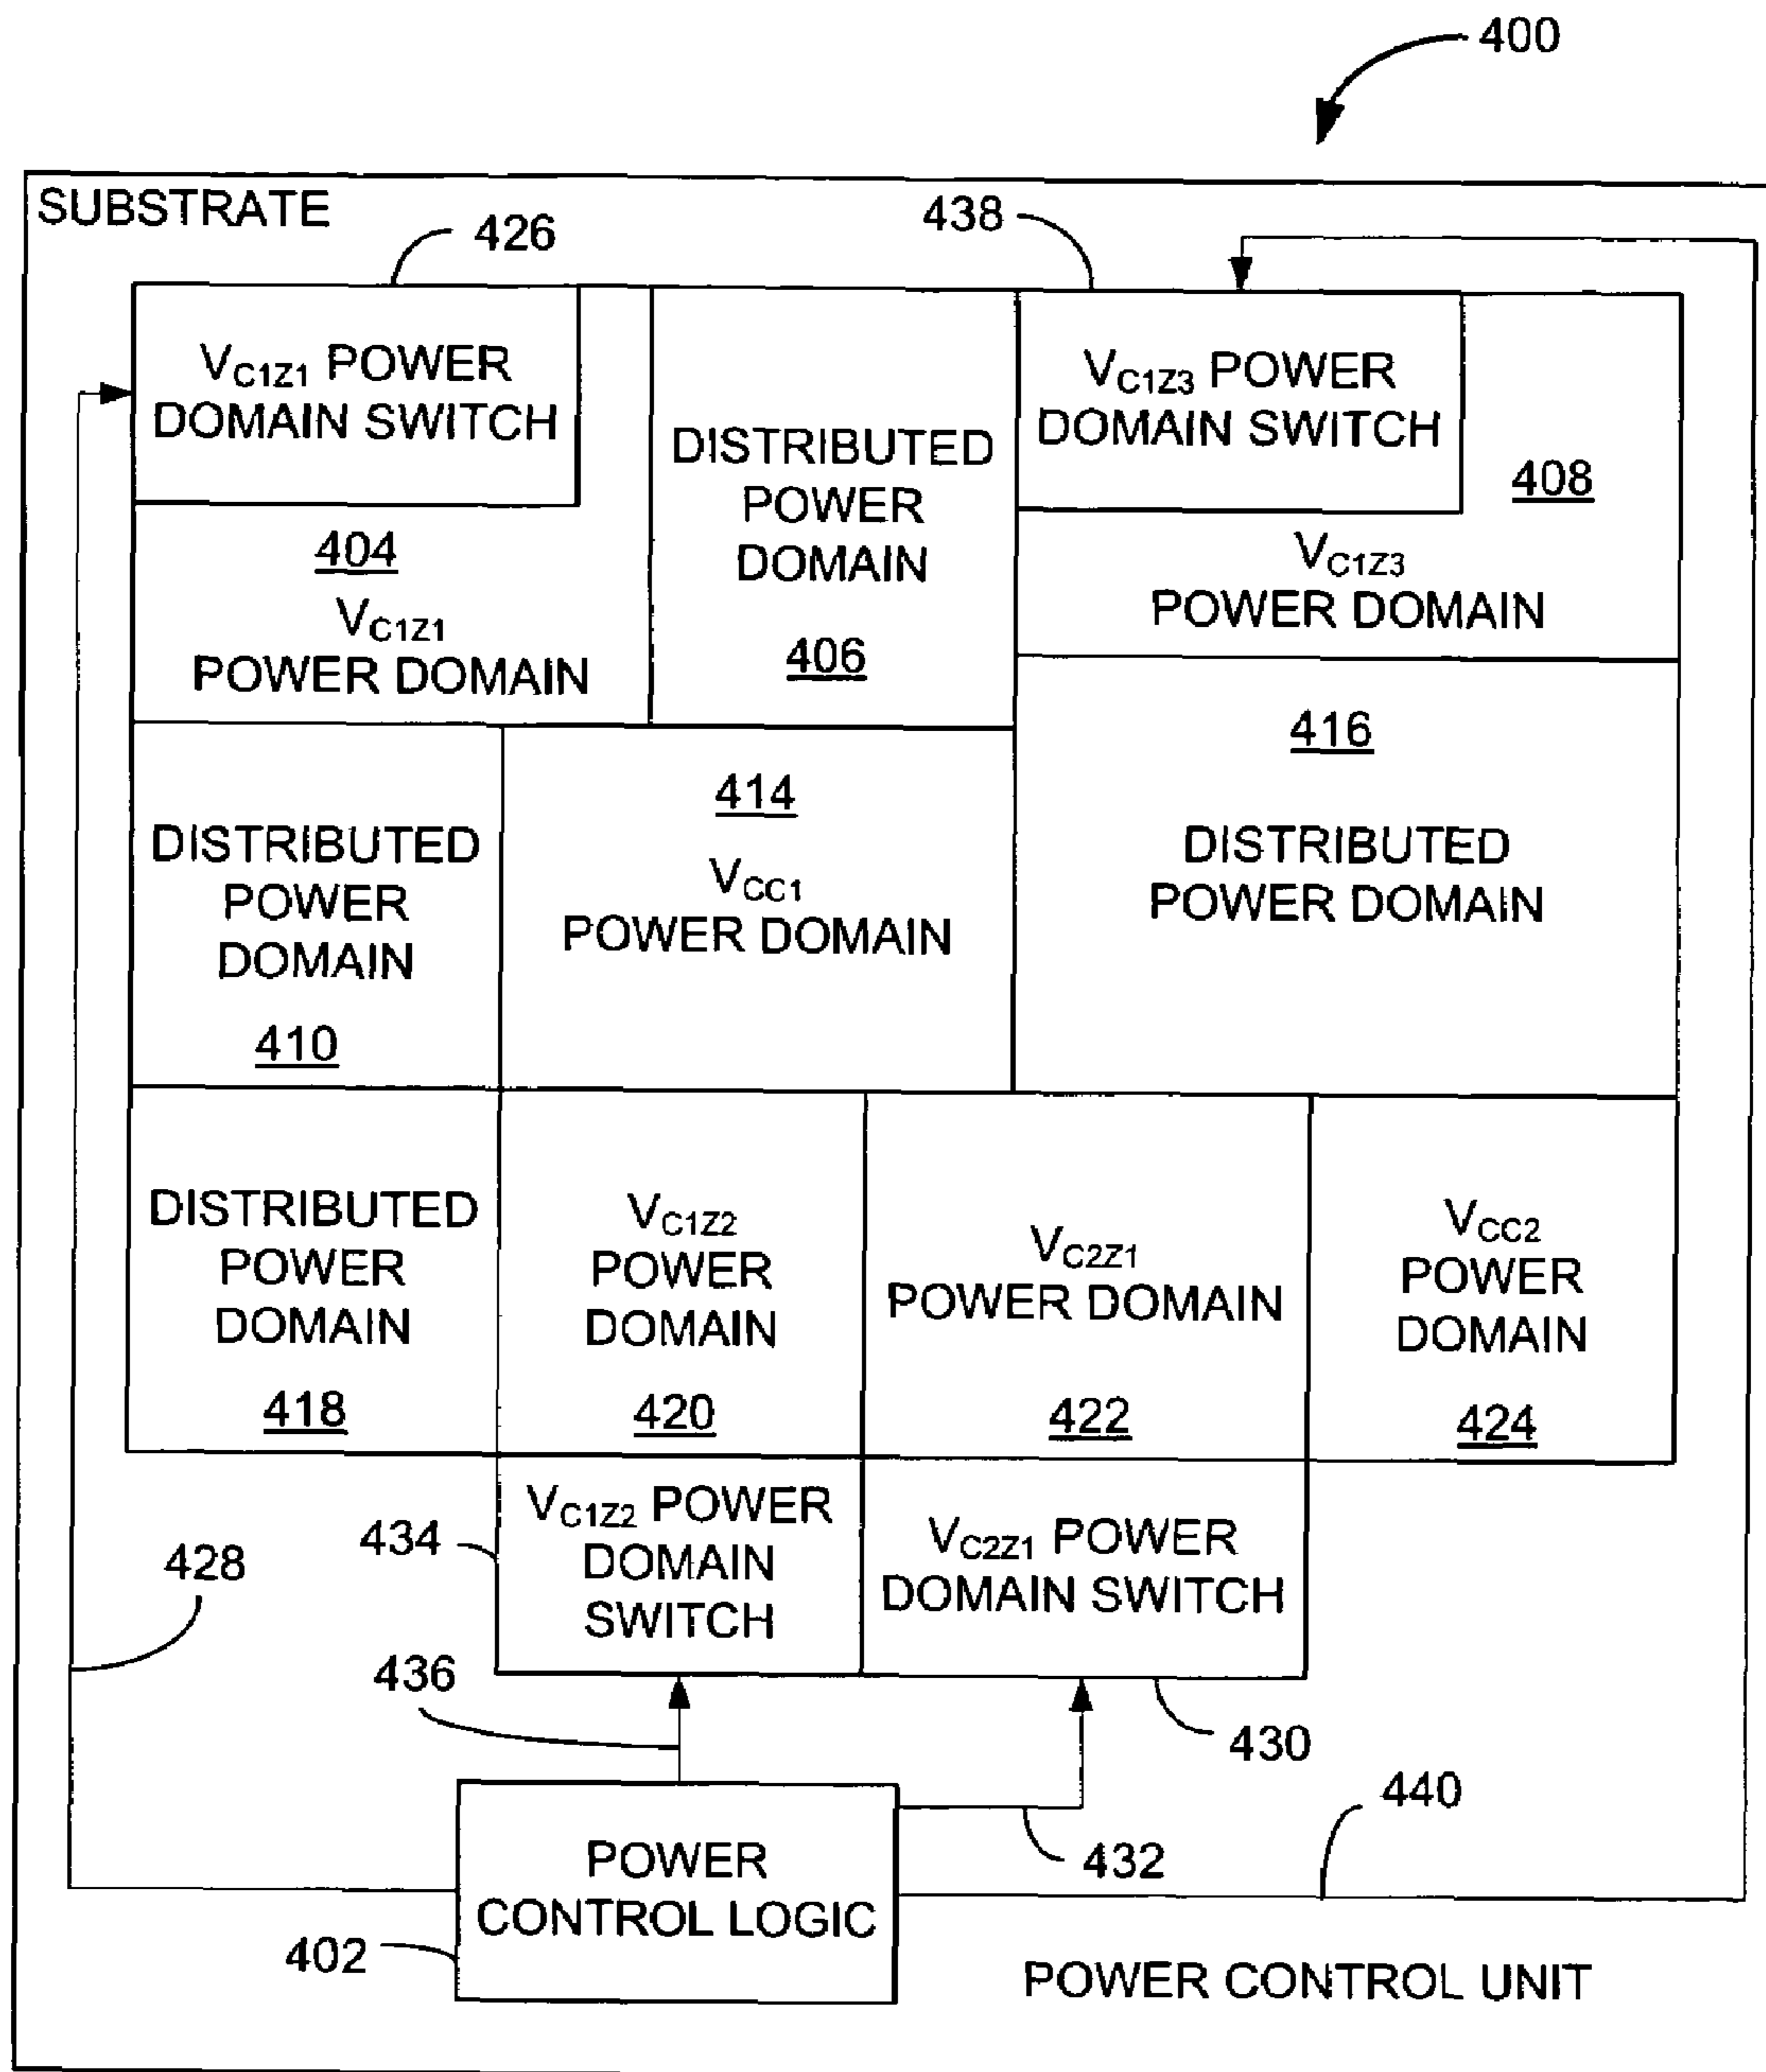 400
SUBSTRATE
426
438
VC1Z1 POWER
DOMAIN SWITCH
404
VC1Z1
POWER DOMAIN
DISTRIBUTED
POWER
DOMAIN
406
VC1Z3 POWER
DOMAIN SWITCH
408
VC1Z3
POWER DOMAIN
DISTRIBUTED
POWER
DOMAIN
410
414
VCC1
POWER DOMAIN
416
DISTRIBUTED
POWER DOMAIN
DISTRIBUTED
POWER
DOMAIN
418
VC1Z2
POWER
DOMAIN
420
VC2Z1
POWER DOMAIN
422
VCC2
POWER
DOMAIN
424
434
VC1Z2 POWER
DOMAIN
SWITCH
VC2Z1 POWER
DOMAIN SWITCH
428
436
430
440
432
POWER
CONTROL LOGIC
402
POWER CONTROL UNIT